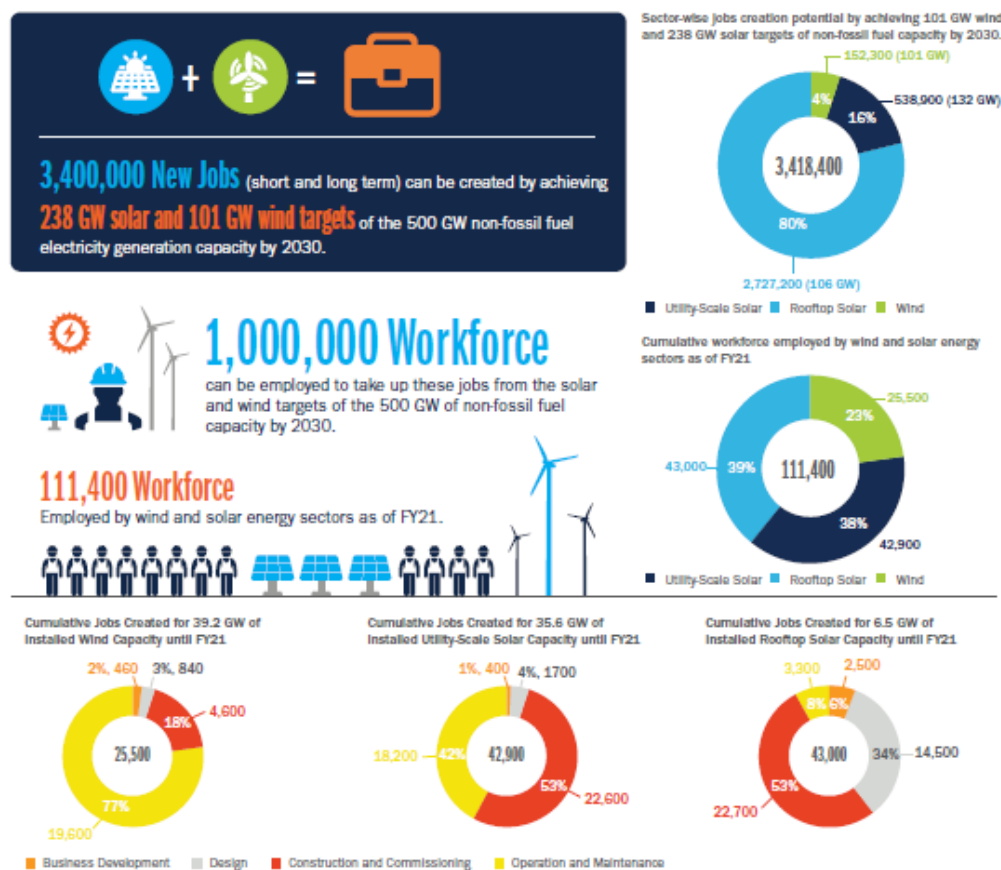 + =
3,400,000 New Jobs (short and long term) can be created by achieving
238 GW solar and 101 GW wind targets of the 500 GW non-fossil fuel
electricity generation capacity by 2030.
Sector-wise jobs creation potential by achieving 101 GW wind
and 238 GW solar targets of non-fossil fuel capacity by 2030.
152,300 (101 GW)
4%
538,900 (132 GW)
16%
3,418,400
80%
2,727,200 (106 GW)
Utility-Scale Solar Rooftop Solar Wind
1,000,000 Workforce
can be employed to take up these jobs from the solar
and wind targets of the 500 GW of non-fossil fuel
capacity by 2030.
111,400 Workforce
Employed by wind and solar energy sectors as of FY21.
Cumulative workforce employed by wind and solar energy
sectors as of FY21
25,500
23%
43,000
39%
111,400
38%
42,900
Utility-Scale Solar Rooftop Solar Wind
Cumulative Jobs Created for 39.2 GW of
Installed Wind Capacity until FY21
2%, 460
3%, 840
18%
4,600
25,500
77%
19,600
Cumulative Jobs Created for 35.6 GW of
Installed Utility-Scale Solar Capacity until FY21
1%, 400
4%, 1700
18,200
42%
42,900
53%
22,600
Cumulative Jobs Created for 6.5 GW of
Installed Rooftop Solar Capacity until FY21
3,300
2,500
8%
6%
43,000
34%
14,500
53%
22,700
Business Development Design Construction and Commissioning Operation and Maintenance